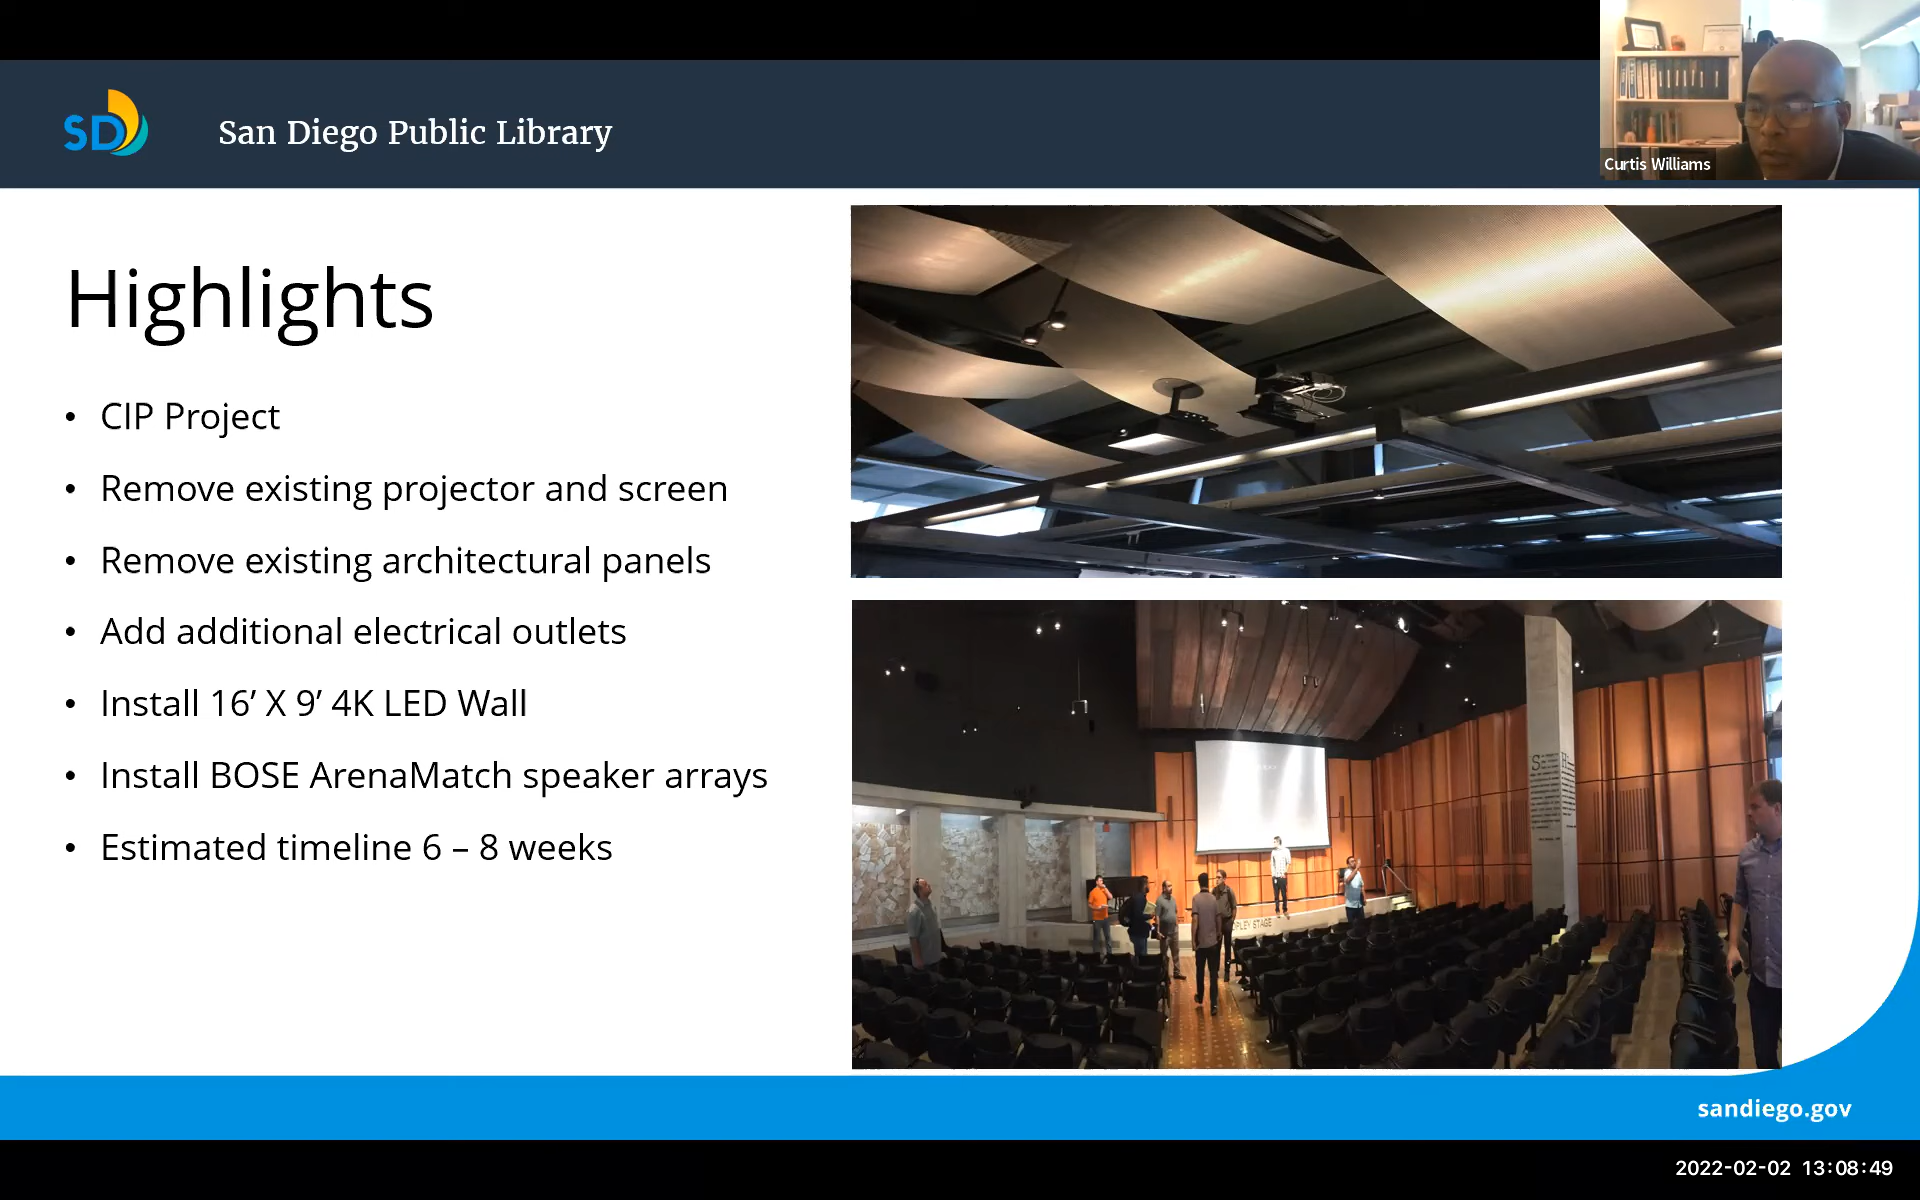 SD
San Diego Public Library
Curtis Williams
Highlights
• CIP Project
• Remove existing projector and screen
• Remove existing architectural panels
• Add additional electrical outlets
• Install 16’ X 9’ 4K LED Wall
• Install BOSE ArenaMatch speaker arrays
• Estimated timeline 6 – 8 weeks
STAGE
sandiego.gov
2022-02-02 13:08:49